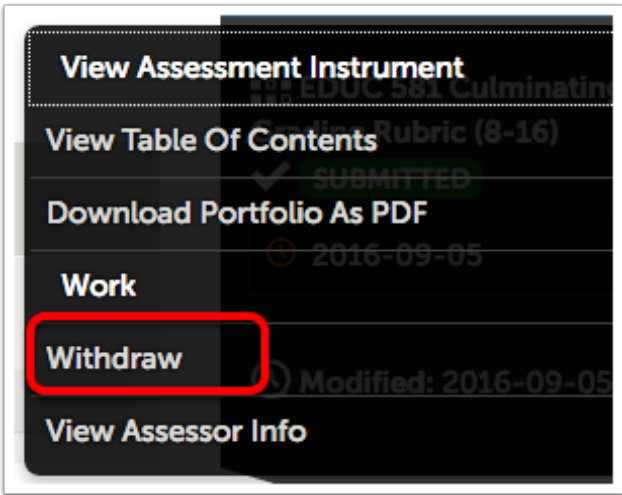 View Assessment Instrument
EDUC 581 Culminating
View Table Of Contents
Grading Rubric (8-16)
SUBMITTED
Download Portfolio As PDF
2016-09-05
Work
Withdraw
Modified: 2016-09-05
View Assessor Info